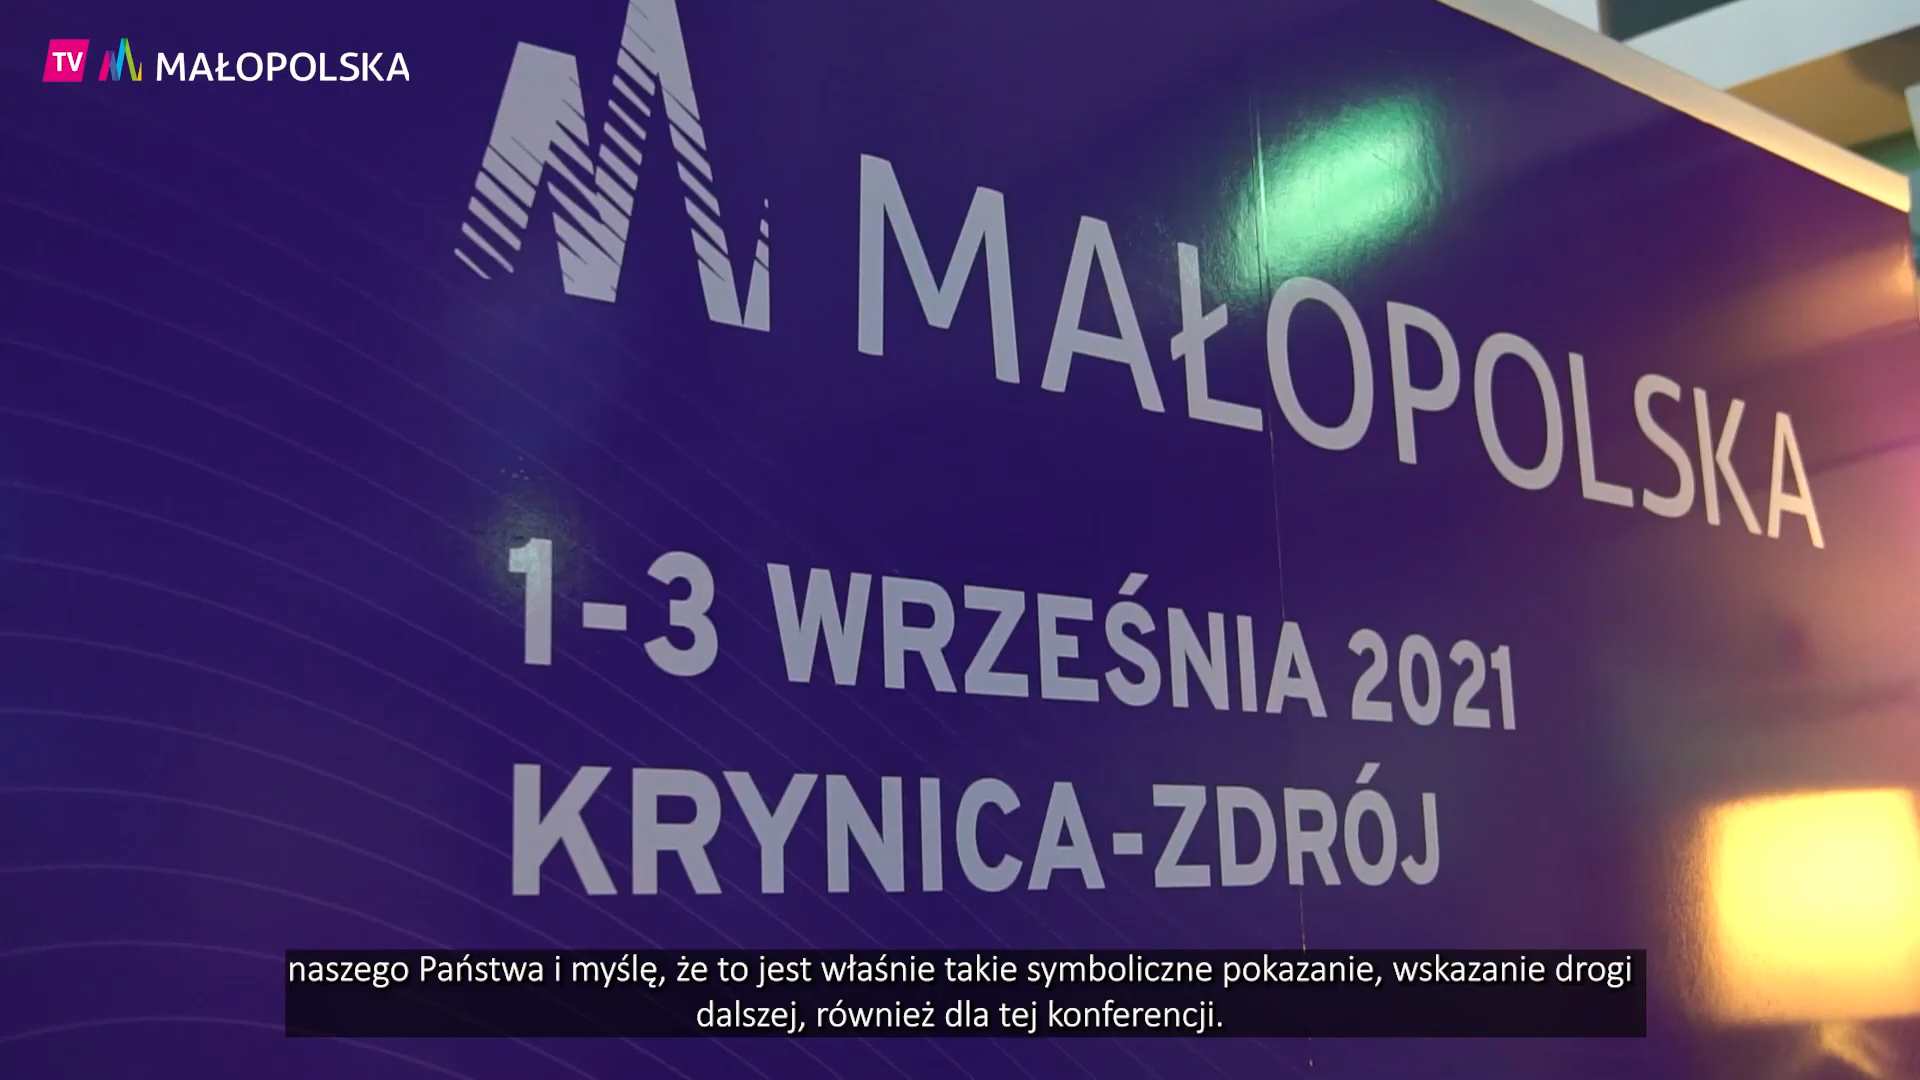 TV MAŁOPOLSKA
MAŁOPOLSKA
1-3 WRZEŚNIA 2021
KRYNICA-ZDRÓJ
naszego Państwa i myślę, że to jest właśnie takie symboliczne pokazanie, wskazanie drogi
dalszej, również dla tej konferencji.